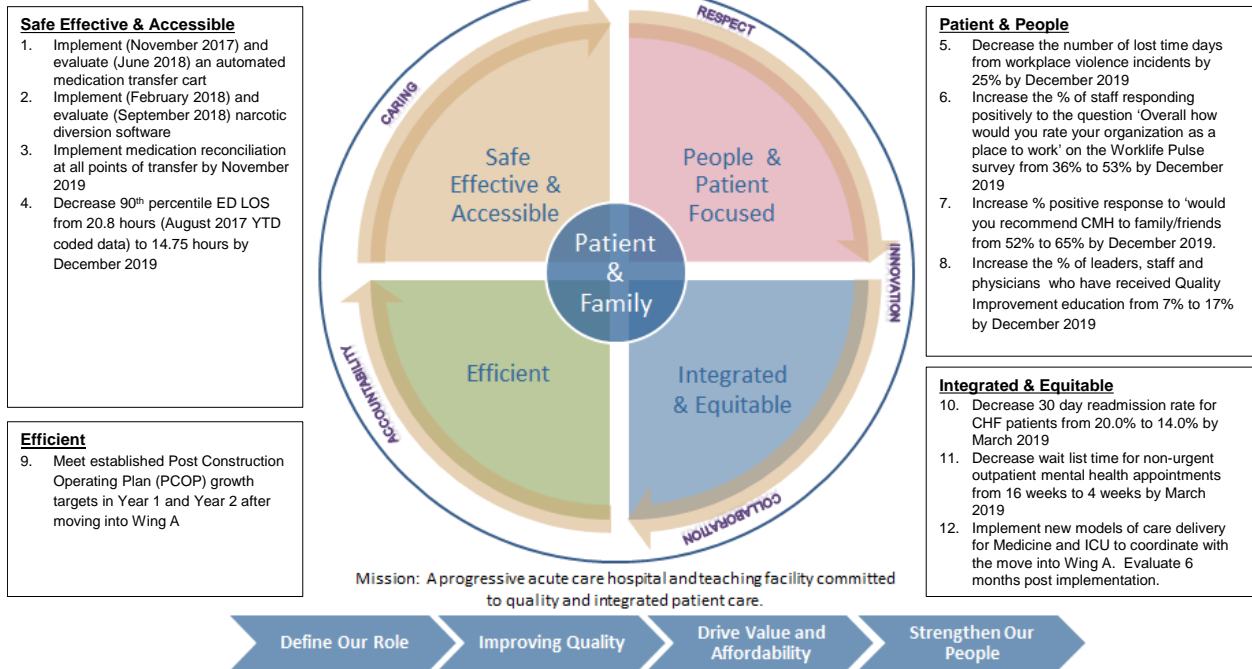 Safe Effective & Accessible
1. Implement (November 2017) and
evaluate (June 2018) an automated
medication transfer cart
2. Implement (February 2018) and
evaluate (September 2018) narcotic
diversion software
3. Implement medication reconciliation
at all points of transfer by November
2019
4. Decrease 90th percentile ED LOS
from 20.8 hours (August 2017 YTD
coded data) to 14.75 hours by
December 2019
Efficient
9. Meet established Post Construction
Operating Plan (PCOP) growth
targets in Year 1 and Year 2 after
moving into Wing A
CARING
RESPECT
INNOVATION
COLLABORATION
ACCOUNTABILITY
Safe
Effective &
Accessible
People &
Patient
Focused
Patient
&
Family
Efficient
Integrated
& Equitable
Patient & People
5. Decrease the number of lost time days
from workplace violence incidents by
25% by December 2019
6. Increase the % of staff responding
positively to the question ‘Overall how
would you rate your organization as a
place to work’ on the Worklife Pulse
survey from 36% to 53% by December
2019
7. Increase % positive response to ‘would
you recommend CMH to family/friends
from 52% to 65% by December 2019.
8. Increase the % of leaders, staff and
physicians who have received Quality
Improvement education from 7% to 17%
by December 2019
Integrated & Equitable
10. Decrease 30 day readmission rate for
CHF patients from 20.0% to 14.0% by
March 2019
11. Decrease wait list time for non-urgent
outpatient mental health appointments
from 16 weeks to 4 weeks by March
2019
12. Implement new models of care delivery
for Medicine and ICU to coordinate with
the move into Wing A. Evaluate 6
months post implementation.
Mission: A progressive acute care hospital and teaching facility committed
to quality and integrated patient care.
Define Our Role
Improving Quality
Drive Value and
Affordability
Strengthen Our
People